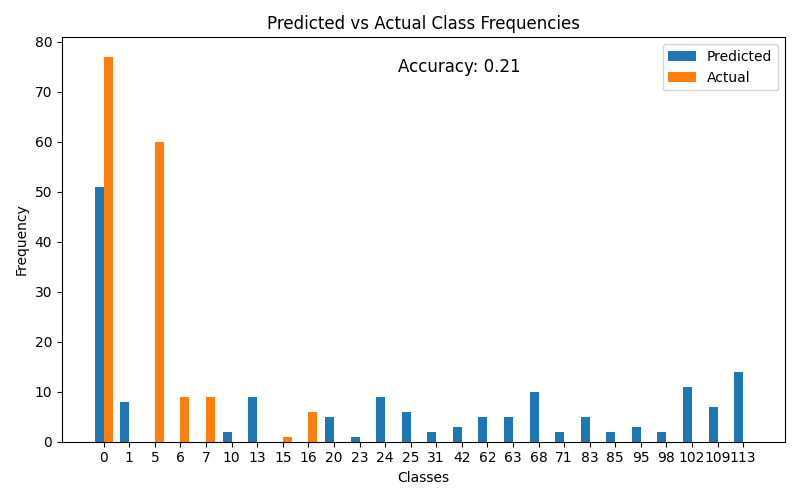 Predicted vs Actual Class Frequencies
Accuracy: 0.21
Predicted
Actual
80
70
60
50
40
30
20
10
0
Frequency
0 1 5 6 7 10 13 15 16 20 23 24 25 31 42 62 63 68 71 83 85 95 98 102 109 113
Classes